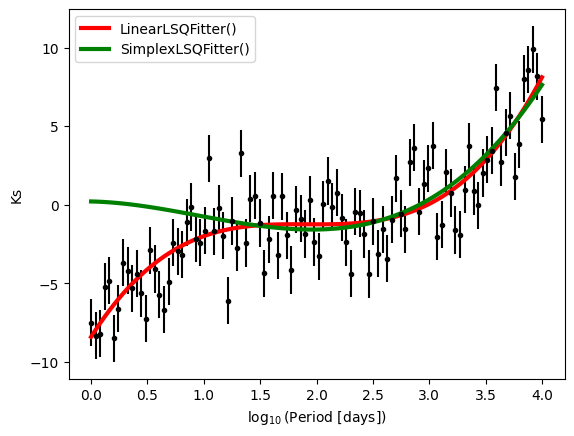 LinearLSQFitter()
SimplexLSQFitter()
10
5
0
−5
−10
Ks
0.0 0.5 1.0 1.5 2.0 2.5 3.0 3.5 4.0
log₁₀(Period [days])